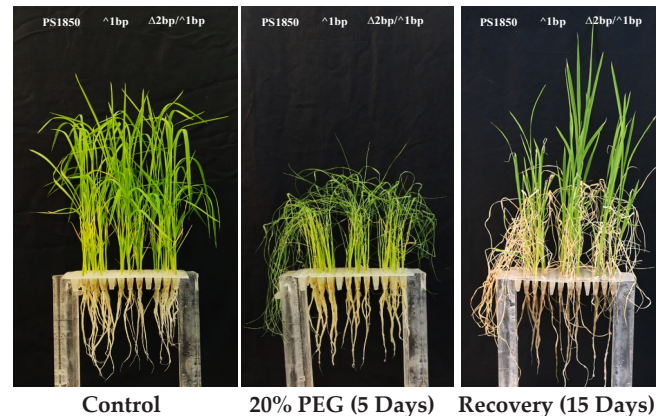 PS1850 ^1bp Δ2bp/^1bp
PS1850 ^1bp Δ2bp/^1bp
PS1850 ^1bp Δ2bp/^1bp
Control
20% PEG (5 Days)
Recovery (15 Days)